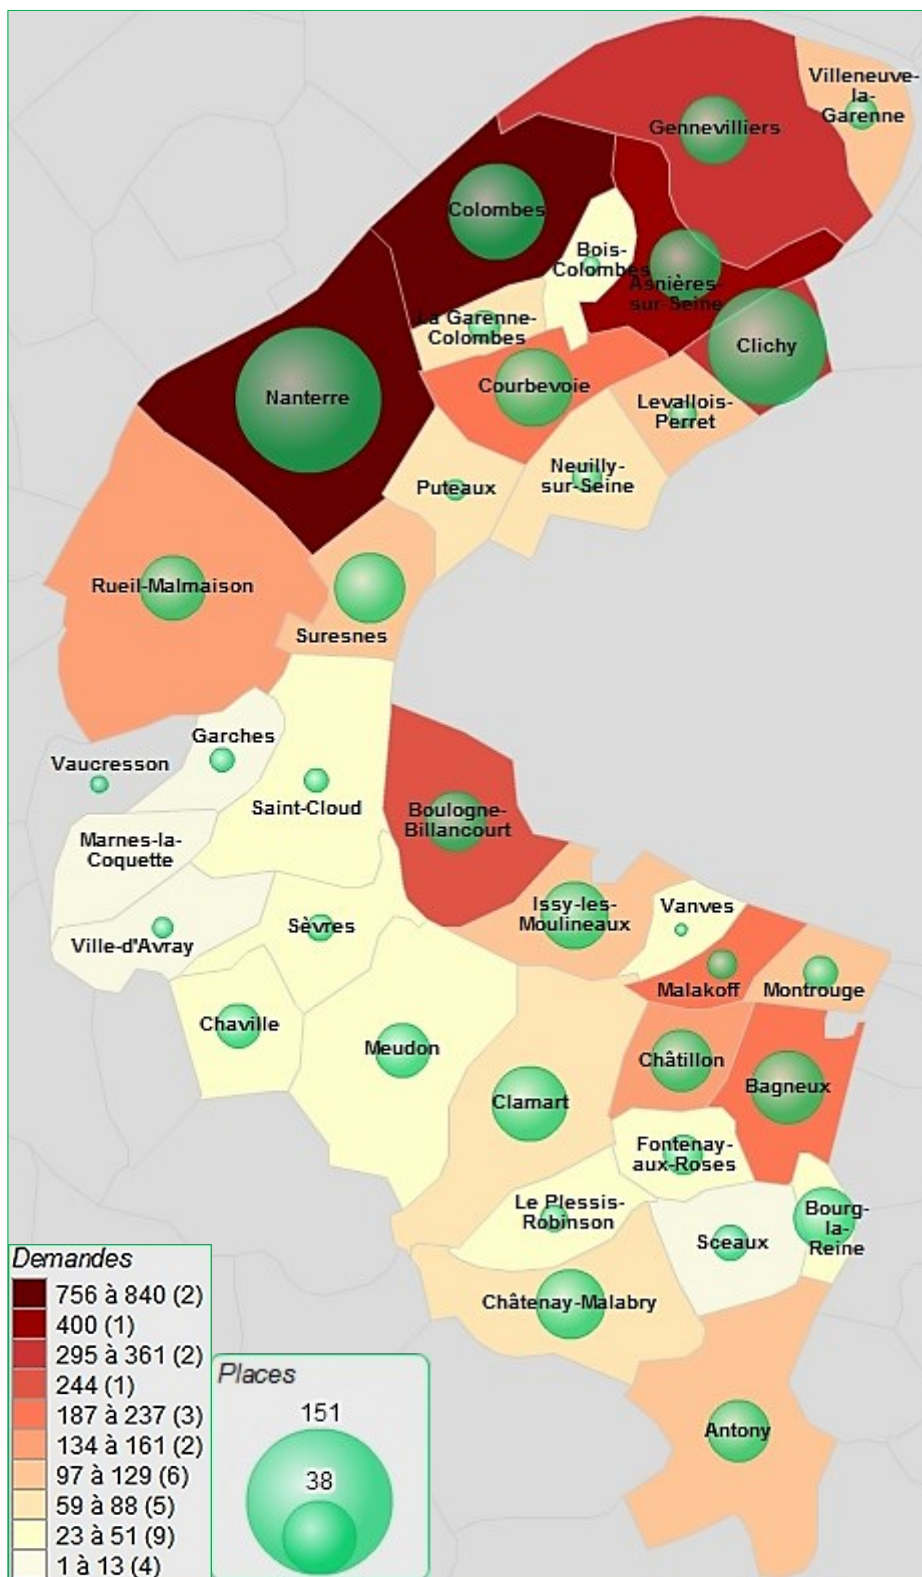 Villeneuve-
la-
Garenne
Gennevilliers
Colombes
Bois-
Colombes
Asnières-
sur-Seine
La Garenne-
Colombes
Clichy
Nanterre
Courbevoie
Levallois-
Perret
Puteaux
Neuilly-
sur-Seine
Rueil-Malmaison
Suresnes
Garches
Vaucresson
Saint-Cloud
Boulogne-
Billancourt
Marnes-la-
Coquette
Issy-les-
Moulineaux
Vanves
Sèvres
Ville-d'Avray
Malakoff
Montrouge
Chaville
Meudon
Châtillon
Bagneux
Clamart
Fontenay-
aux-Roses
Le Plessis-
Robinson
Bourg-
la-
Reine
Sceaux
Châtenay-Malabry
Antony
Demandes
756 à 840 (2)
400 (1)
295 à 361 (2)
244 (1)
187 à 237 (3)
134 à 161 (2)
97 à 129 (6)
59 à 88 (5)
23 à 51 (9)
1 à 13 (4)
Places
151
38